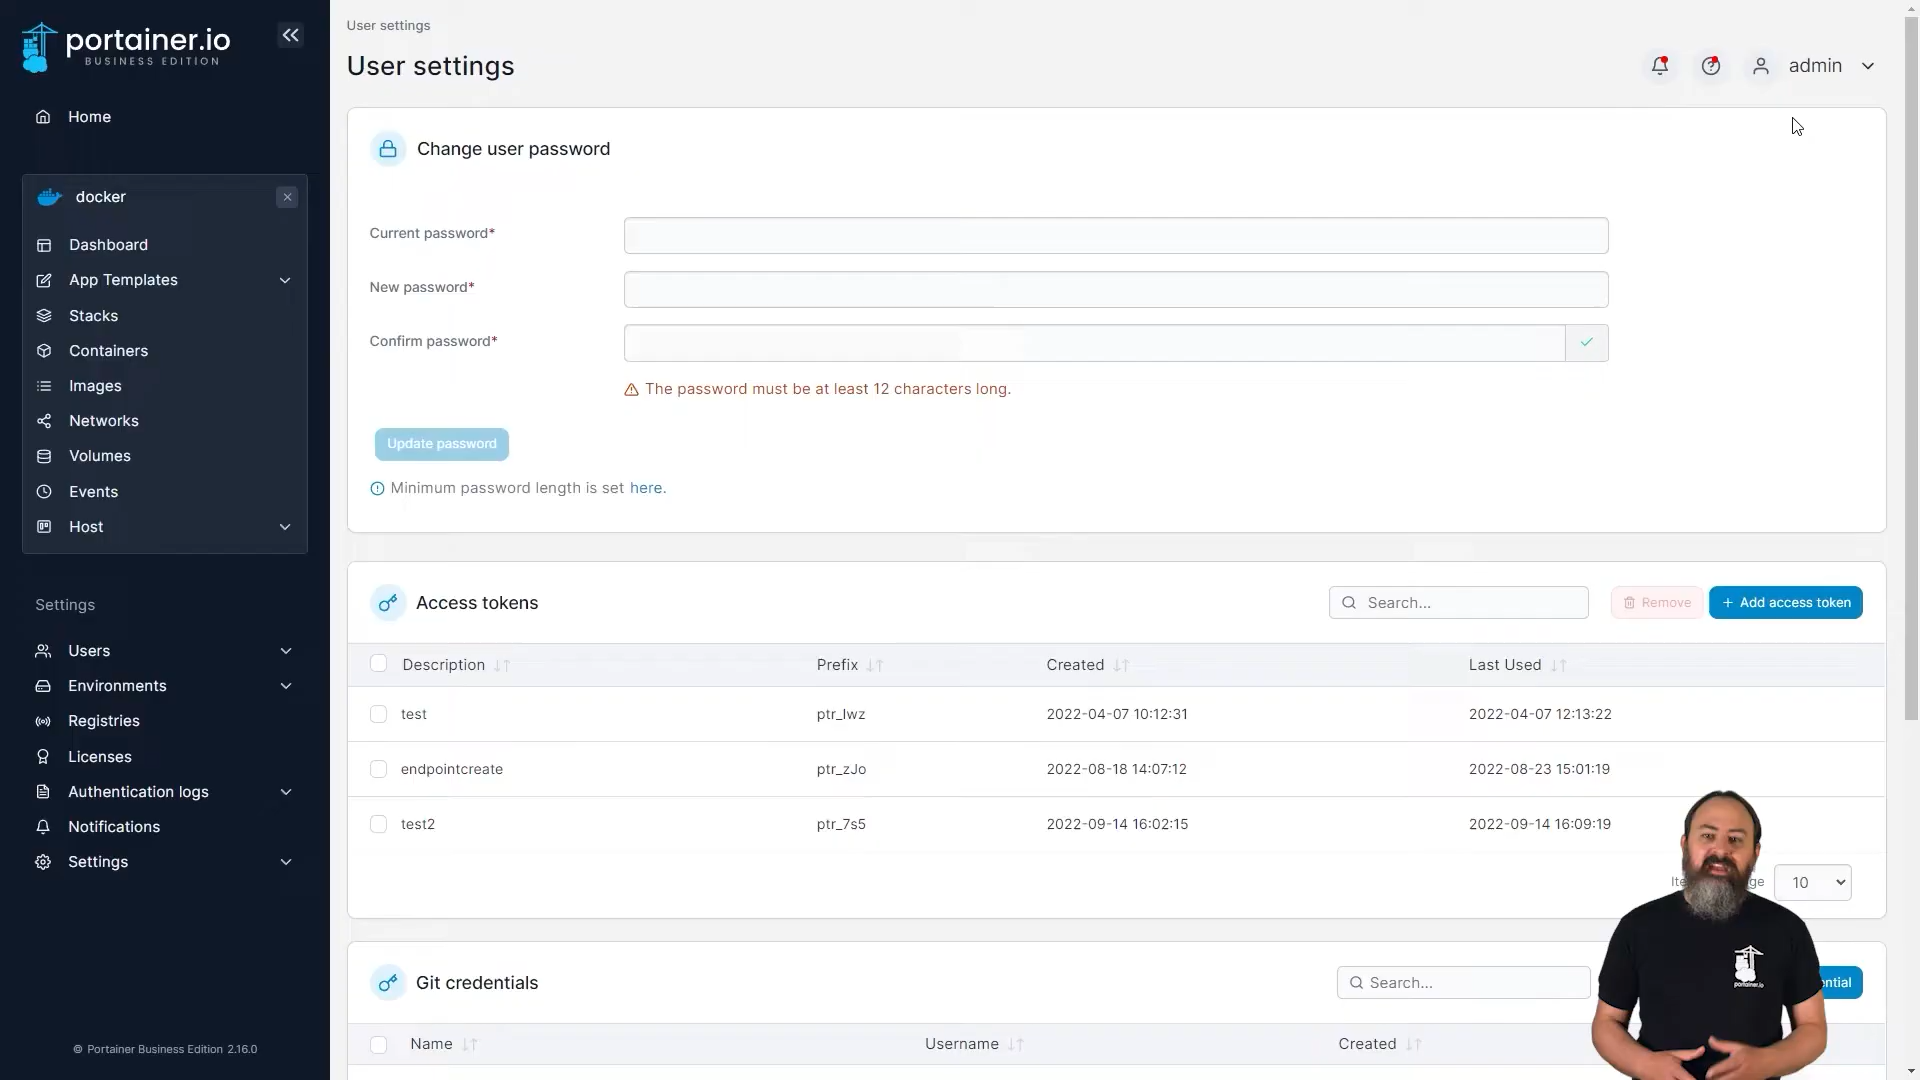 portainer.io
BUSINESS EDITION
Home
docker
Dashboard
App Templates
Stacks
Containers
Images
Networks
Volumes
Events
Host
Settings
Users
Environments
Registries
Licenses
Authentication logs
Notifications
Settings
© Portainer Business Edition 2.16.0
User settings
User settings
admin
Change user password
Current password*
New password*
Confirm password*
The password must be at least 12 characters long.
Update password
Minimum password length is set here.
Access tokens
Search...
Remove
+ Add access token
Description Prefix Created Last Used
test ptr_lwz 2022-04-07 10:12:31 2022-04-07 12:13:22
endpointcreate ptr_zJo 2022-08-18 14:07:12 2022-08-23 15:01:19
test2 ptr_7s5 2022-09-14 16:02:15 2022-09-14 16:09:19
10
Git credentials
Search...
Name Username Created
portainer.io